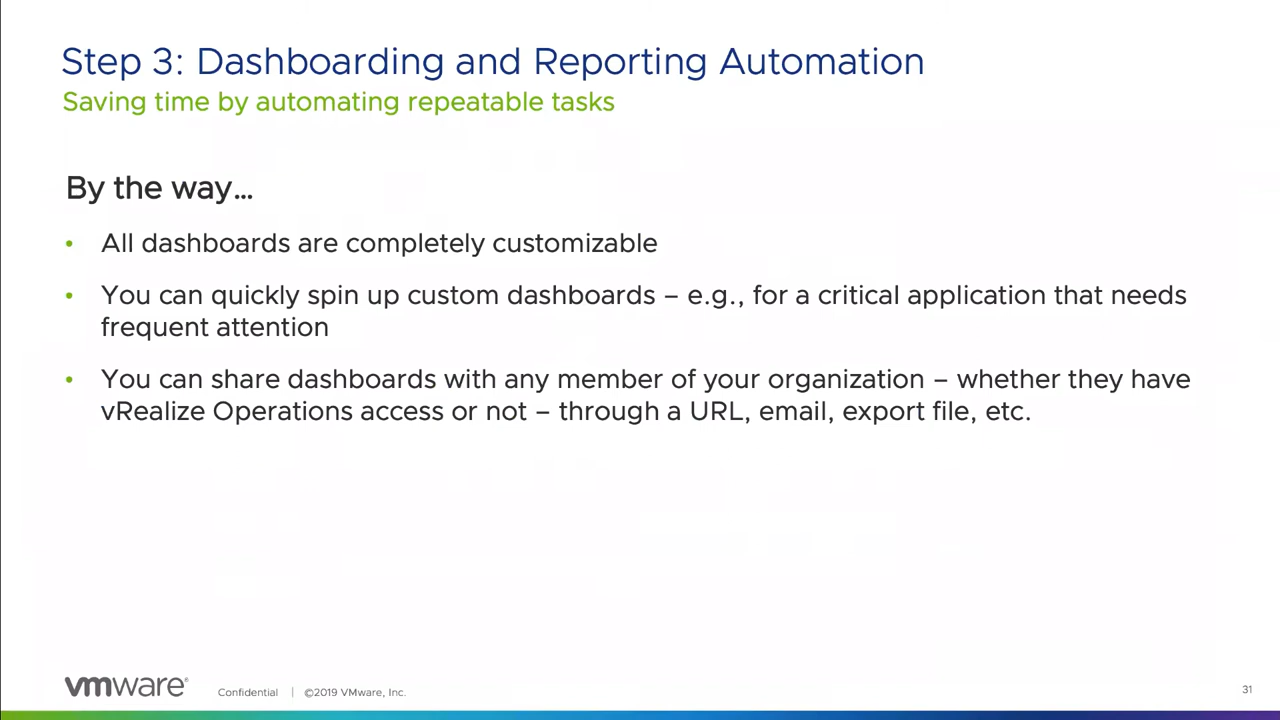 Step 3: Dashboarding and Reporting Automation
Saving time by automating repeatable tasks
By the way…
• All dashboards are completely customizable
• You can quickly spin up custom dashboards – e.g., for a critical application that needs
frequent attention
• You can share dashboards with any member of your organization – whether they have
vRealize Operations access or not – through a URL, email, export file, etc.
vmware®
Confidential | ©2019 VMware, Inc.
31